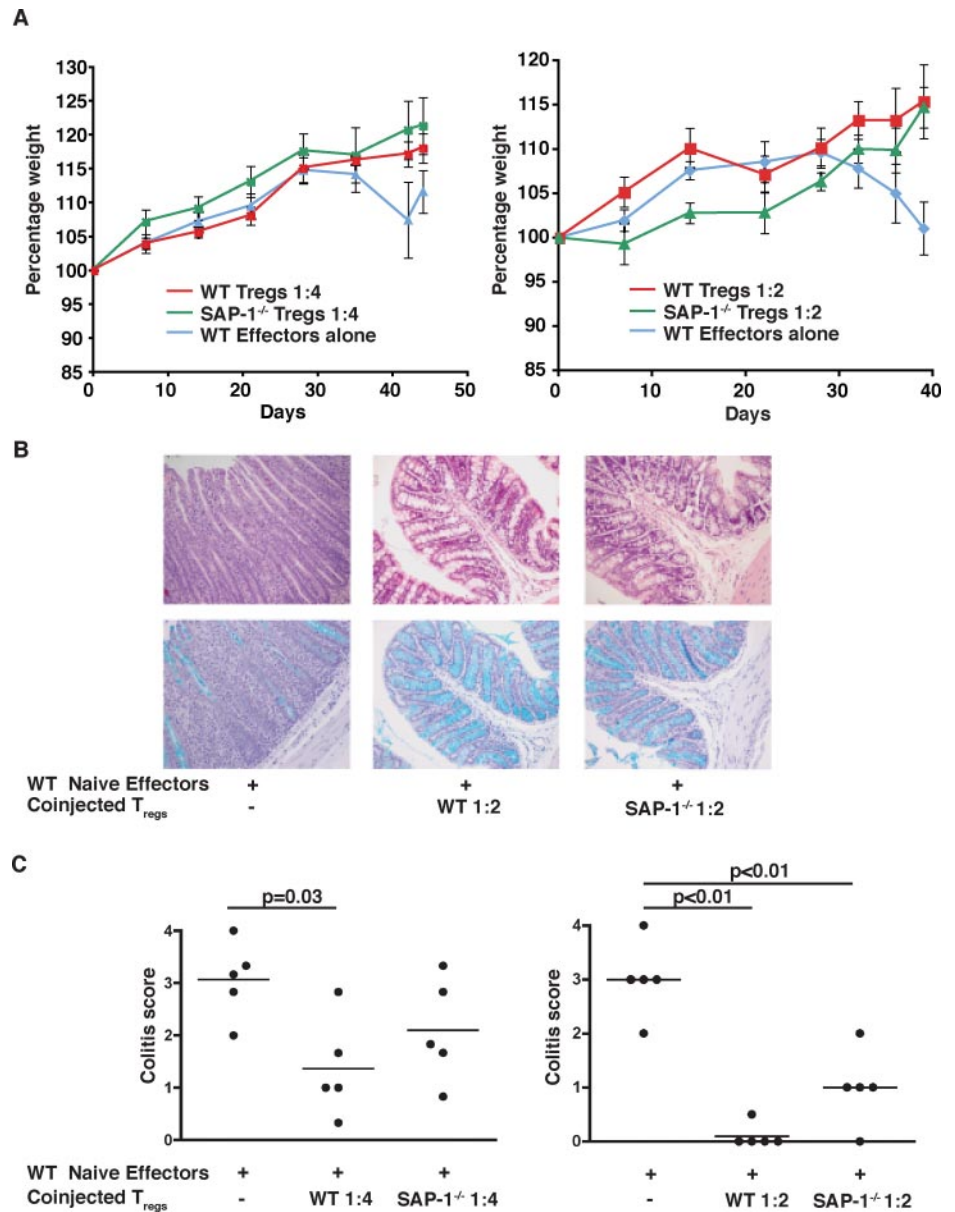 A
130
125
120
115
110
105
100
95
90
85
Percentage weight
0 10 20 30 40 50
Days
WT Tregs 1:4
SAP-1-/- Tregs 1:4
WT Effectors alone
120
115
110
105
100
95
90
85
Percentage weight
0 10 20 30 40
Days
WT Tregs 1:2
SAP-1-/- Tregs 1:2
WT Effectors alone
B
WT Naive Effectors + + +
Coinjected Tregs - WT 1:2 SAP-1-/- 1:2
C
p=0.03
4
3
2
1
0
Colitis score
WT Naive Effectors + + +
Coinjected Tregs - WT 1:4 SAP-1-/- 1:4
p<0.01
p<0.01
4
3
2
1
0
Colitis score
+ + +
- WT 1:2 SAP-1-/- 1:2